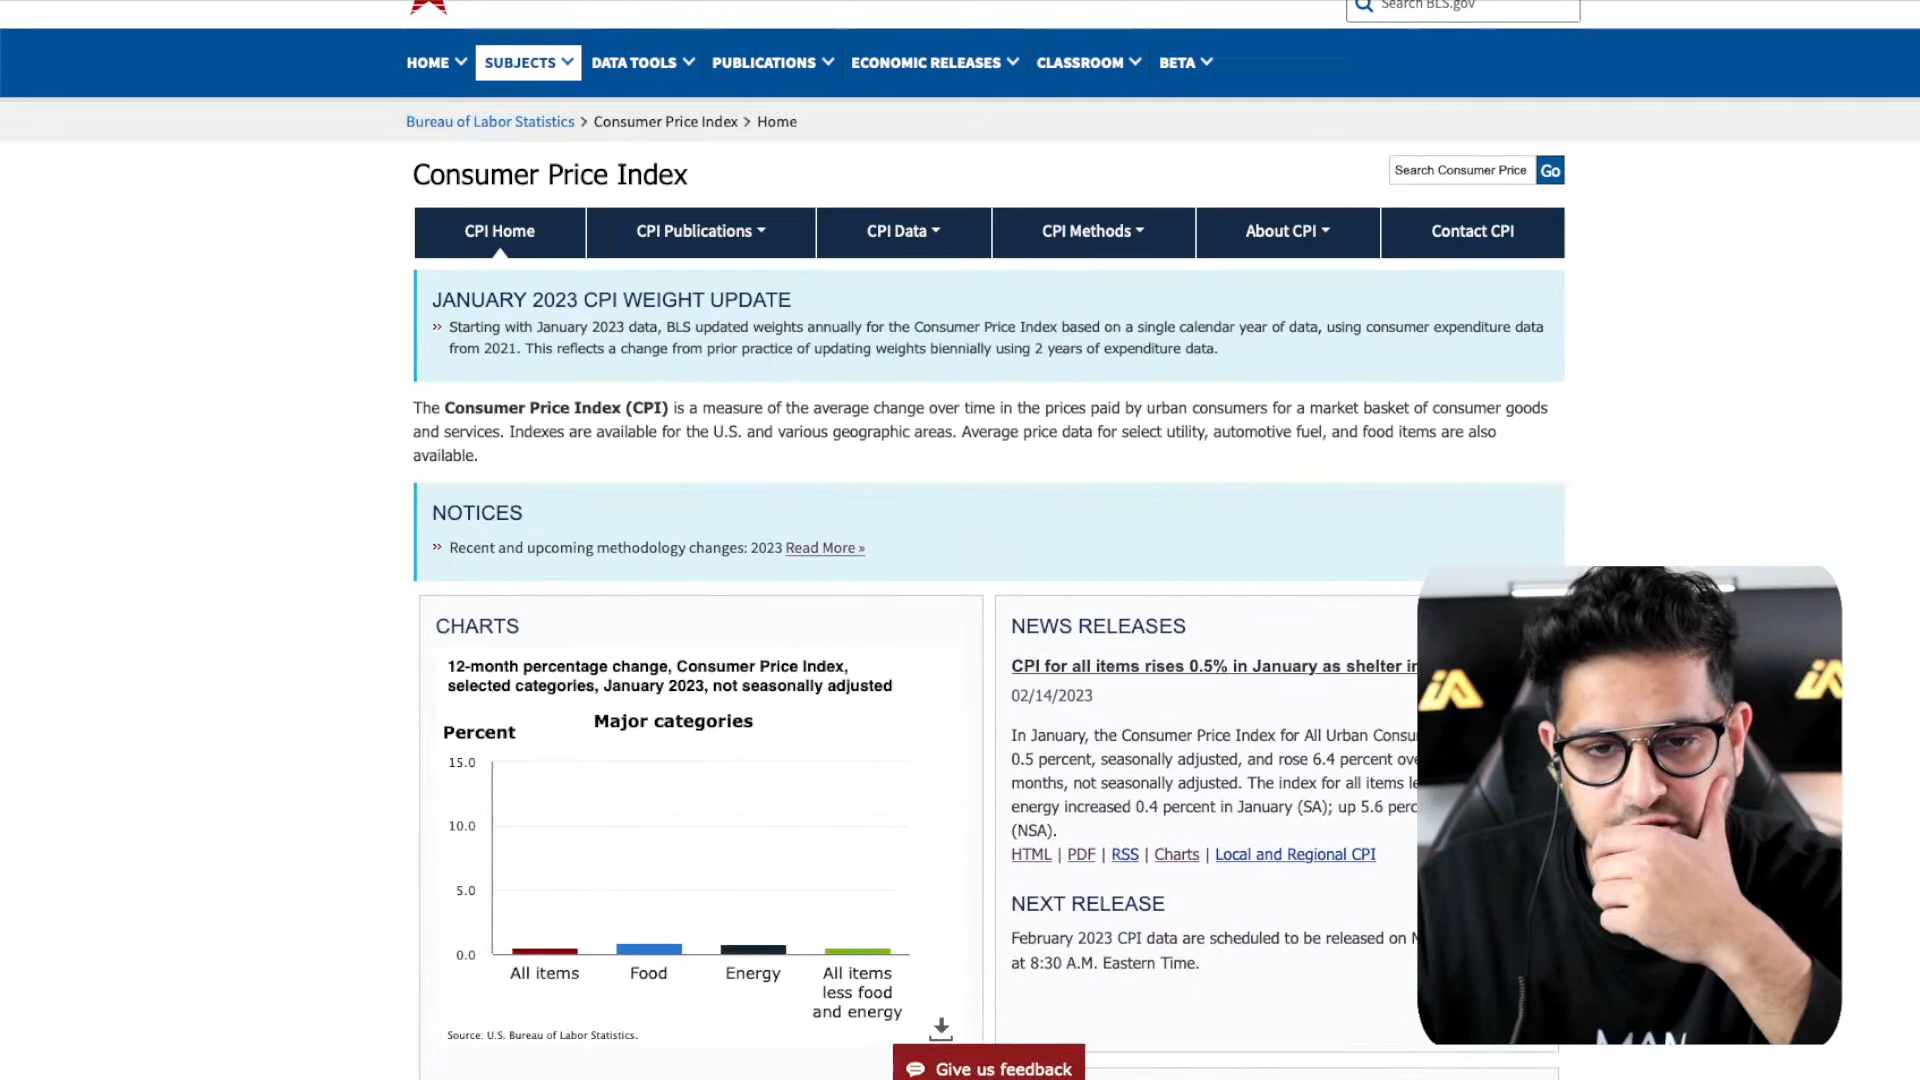 Search BLS.gov
HOME SUBJECTS DATA TOOLS PUBLICATIONS ECONOMIC RELEASES CLASSROOM BETA
Bureau of Labor Statistics > Consumer Price Index > Home
Consumer Price Index
Search Consumer Price Go
CPI Home CPI Publications CPI Data CPI Methods About CPI Contact CPI
JANUARY 2023 CPI WEIGHT UPDATE
» Starting with January 2023 data, BLS updated weights annually for the Consumer Price Index based on a single calendar year of data, using consumer expenditure data
from 2021. This reflects a change from prior practice of updating weights biennially using 2 years of expenditure data.
The Consumer Price Index (CPI) is a measure of the average change over time in the prices paid by urban consumers for a market basket of consumer goods
and services. Indexes are available for the U.S. and various geographic areas. Average price data for select utility, automotive fuel, and food items are also
available.
NOTICES
» Recent and upcoming methodology changes: 2023 Read More »
CHARTS
12-month percentage change, Consumer Price Index,
selected categories, January 2023, not seasonally adjusted
Major categories
Percent
15.0
10.0
5.0
0.0
All items Food Energy All items
less food
and energy
Source: U.S. Bureau of Labor Statistics.
NEWS RELEASES
CPI for all items rises 0.5% in January as shelter
02/14/2023
In January, the Consumer Price Index for All Urban
0.5 percent, seasonally adjusted, and rose 6.4 percent
months, not seasonally adjusted. The index for all items
energy increased 0.4 percent in January (SA); up 5.6
(NSA).
HTML | PDF | RSS | Charts | Local and Regional CPI
NEXT RELEASE
February 2023 CPI data are scheduled to be released on
at 8:30 A.M. Eastern Time.
Give us feedback
iA
iA